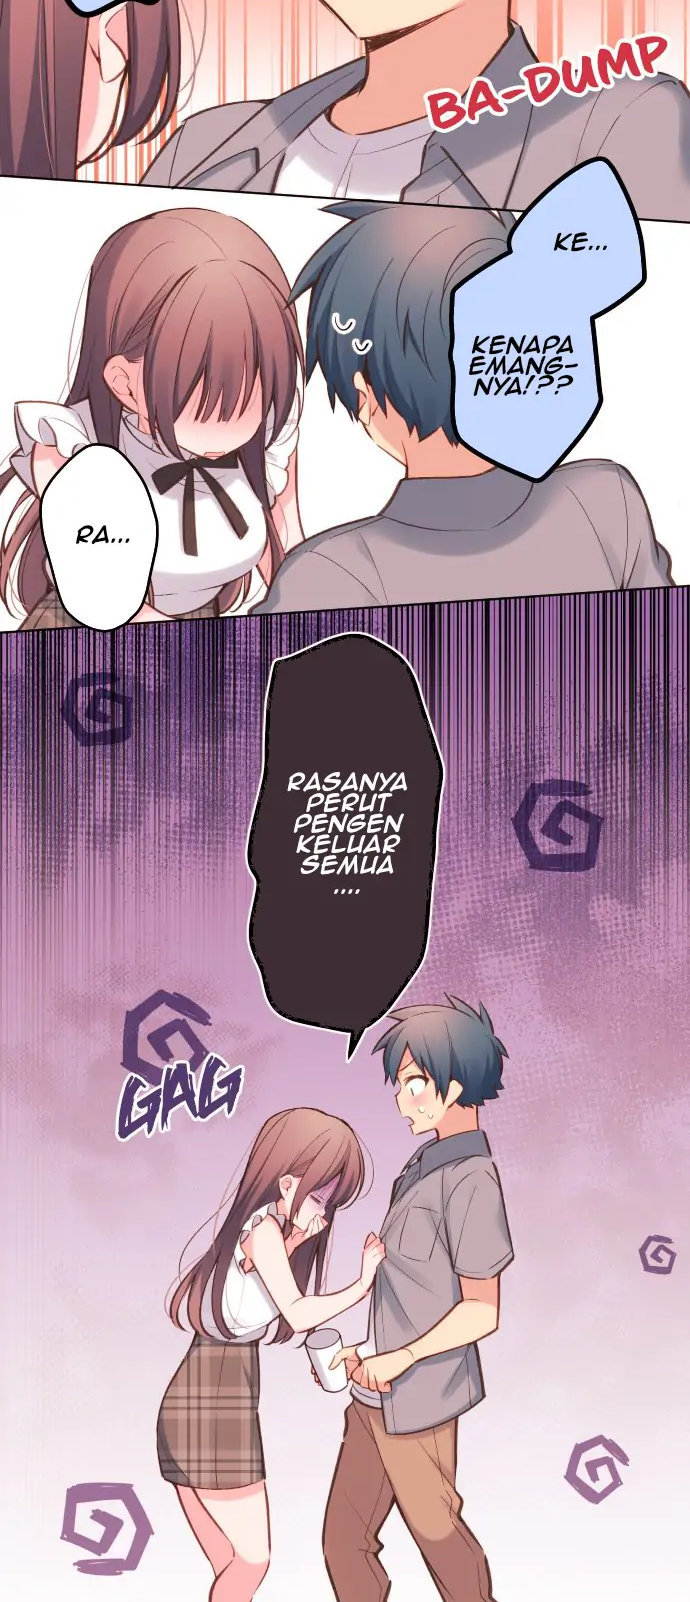 BA-DUMP
KE...
KENAPA
EMANG-
NYA!??
RA...
RASANYA
PERUT
PENGEN
KELUAR
SEMUA
....
GAG